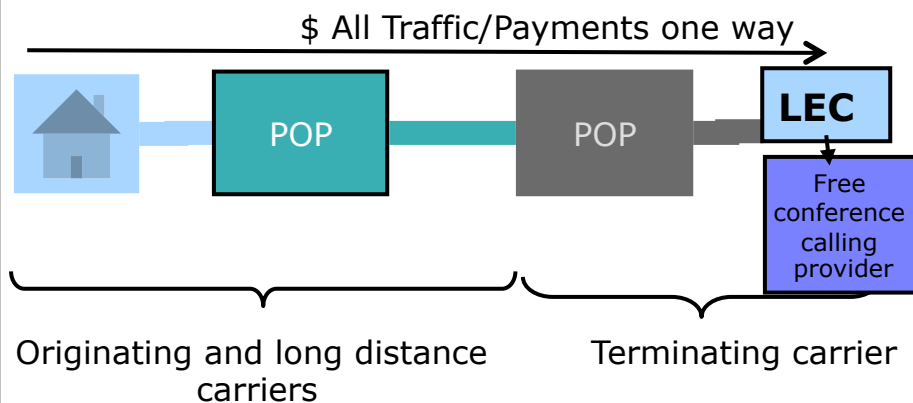 $ All Traffic/Payments one way
POP
POP
LEC
Free
conference
calling
provider
Originating and long distance
carriers
Terminating carrier